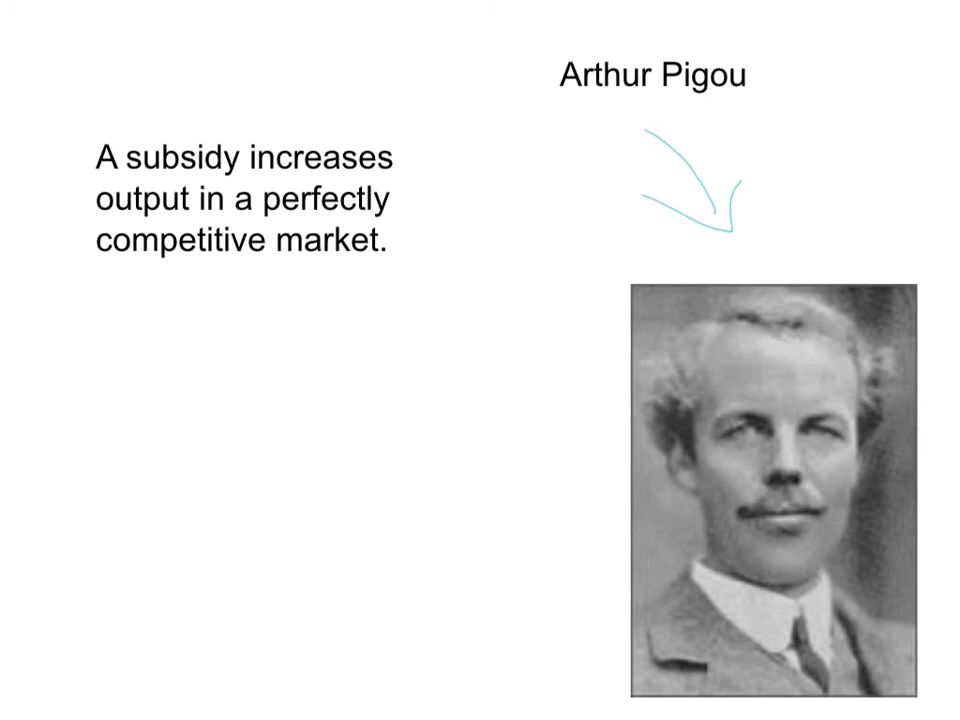 Arthur Pigou
A subsidy increases
output in a perfectly
competitive market.